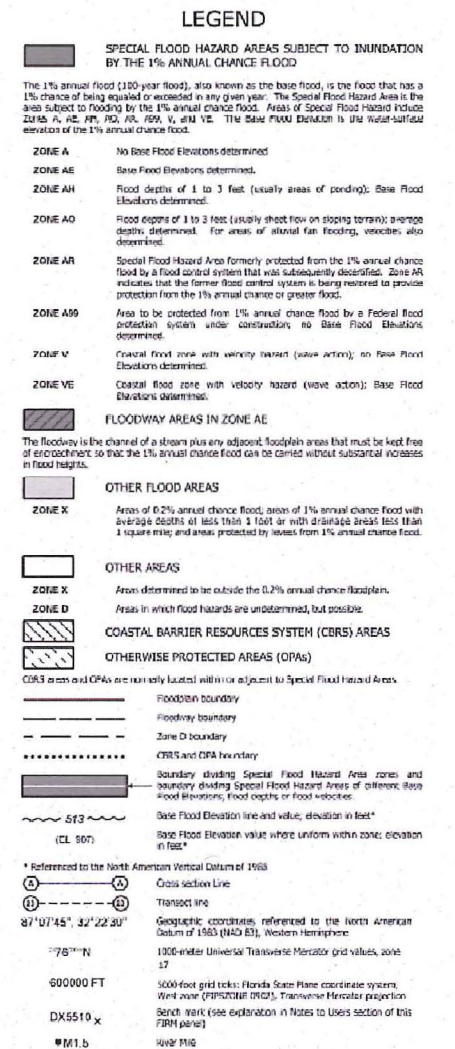 LEGEND
SPECIAL FLOOD HAZARD AREAS SUBJECT TO INUNDATION
BY THE 1% ANNUAL CHANCE FLOOD
The 1% annual flood (100-year flood), also known as the base flood, is the flood that has a
1% chance of being equaled or exceeded in any given year. The Special Flood Hazard Area is the
area subject to flooding by the 1% annual chance flood. Areas of Special Flood Hazard include
Zones A, AE, AH, AO, AR, A99, V, and VE. The Base Flood Elevation is the water-surface
elevation of the 1% annual chance flood.
ZONE A No Base Flood Elevations determined
ZONE AE Base Flood Elevations determined.
ZONE AH Flood depths of 1 to 3 feet (usually areas of ponding); Base Flood
Elevations determined.
ZONE AO Flood depths of 1 to 3 feet (usually sheet flow on sloping terrain); average
depths determined. For areas of alluvial fan flooding, velocities also
determined.
ZONE AR Special Flood Hazard Area formerly protected from the 1% annual chance
flood by a flood control system that was subsequently decertified. Zone AR
indicates that the former flood control system is being restored to provide
protection from the 1% annual chance or greater flood.
ZONE A99 Area to be protected from 1% annual chance flood by a Federal flood
protection system under construction; no Base Flood Elevations
determined.
ZONE V Coastal flood zone with velocity hazard (wave action); no Base Flood
Elevations determined.
ZONE VE Coastal flood zone with velocity hazard (wave action); Base Flood
Elevations determined.
FLOODWAY AREAS IN ZONE AE
The floodway is the channel of a stream plus any adjacent floodplain areas that must be kept free
of encroachment so that the 1% annual chance flood can be carried without substantial increases
in flood heights.
OTHER FLOOD AREAS
ZONE X Areas of 0.2% annual chance flood; areas of 1% annual chance flood with
average depths of less than 1 foot or with drainage areas less than
1 square mile; and areas protected by levees from 1% annual chance flood.
OTHER AREAS
ZONE X Areas determined to be outside the 0.2% annual chance floodplain.
ZONE D Areas in which flood hazards are undetermined, but possible.
COASTAL BARRIER RESOURCES SYSTEM (CBRS) AREAS
OTHERWISE PROTECTED AREAS (OPAs)
CBRS areas and OPAs are normally located within or adjacent to Special Flood Hazard Areas.
Floodplain boundary
Floodway boundary
Zone D boundary
CBRS and OPA boundary
Boundary dividing Special Flood Hazard Area zones and
boundary dividing Special Flood Hazard Areas of different Base
Flood Elevations, flood depths or flood velocities.
513 Base Flood Elevation line and value; elevation in feet*
(EL 987) Base Flood Elevation value where uniform within zone; elevation
in feet*
* Referenced to the North American Vertical Datum of 1988
A A Cross section Line
23 23 Transect line
87°07'45", 32°22'30" Geographic coordinates referenced to the North American
Datum of 1983 (NAD 83), Western Hemisphere
76 N 1000-meter Universal Transverse Mercator grid values, zone
17
600000 FT 5000-foot grid ticks: Florida State Plane coordinate system,
West zone (FIPSZONE 0902), Transverse Mercator projection
DX5510 x Bench mark (see explanation in Notes to Users section of this
FIRM panel)
M1.5 River Mile